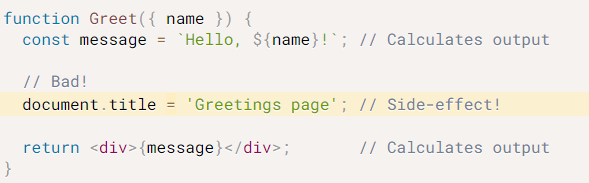 function Greet({ name }) {
  const message = `Hello, ${name}!`; // Calculates output

  // Bad!
  document.title = 'Greetings page'; // Side-effect!

  return <div>{message}</div>;       // Calculates output
}